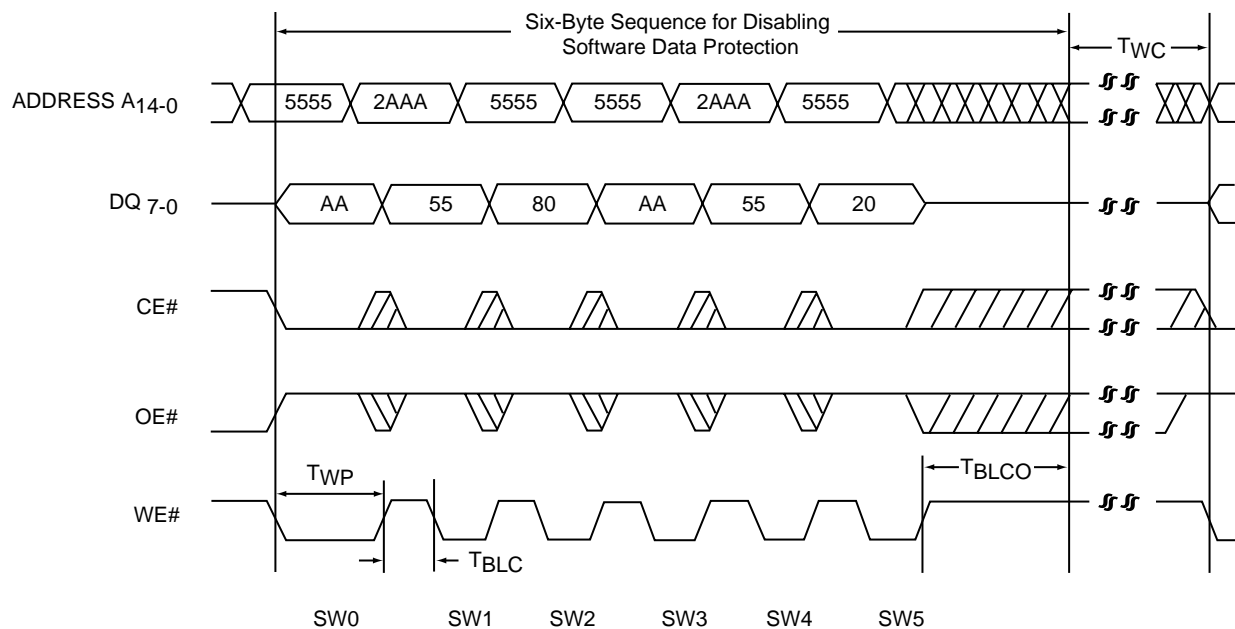 Six-Byte Sequence for Disabling
Software Data Protection
TWC
ADDRESS A14-0
5555 2AAA 5555 5555 2AAA 5555
DQ 7-0
AA 55 80 AA 55 20
CE#
OE#
TWP
TBLCO
WE#
TBLC
SW0 SW1 SW2 SW3 SW4 SW5